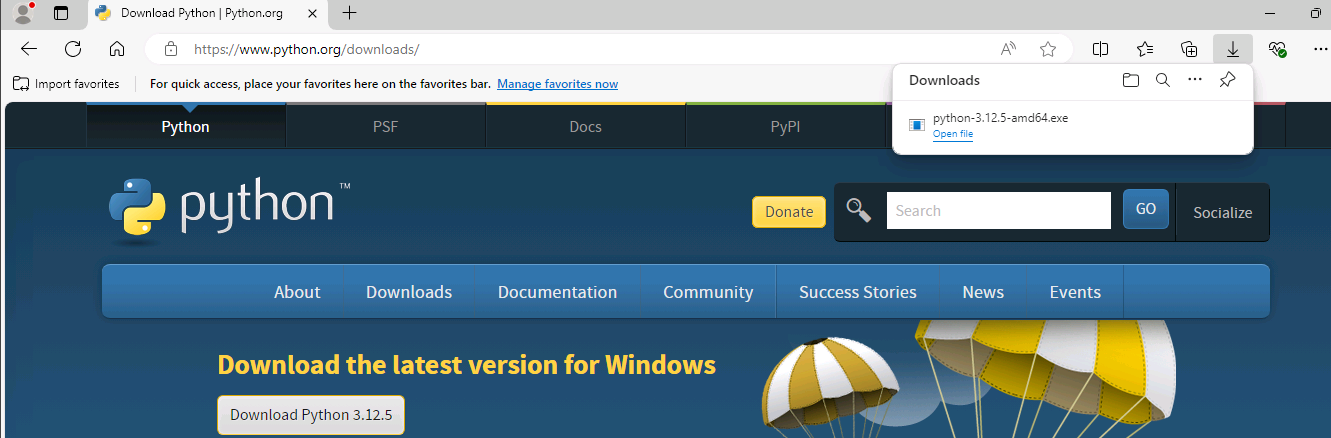 Download Python | Python.org
https://www.python.org/downloads/
Import favorites
For quick access, place your favorites here on the favorites bar. Manage favorites now
Downloads
python-3.12.5-amd64.exe
Open file
Python
PSF
Docs
PyPI
python™
Donate
Search
GO
Socialize
About
Downloads
Documentation
Community
Success Stories
News
Events
Download the latest version for Windows
Download Python 3.12.5